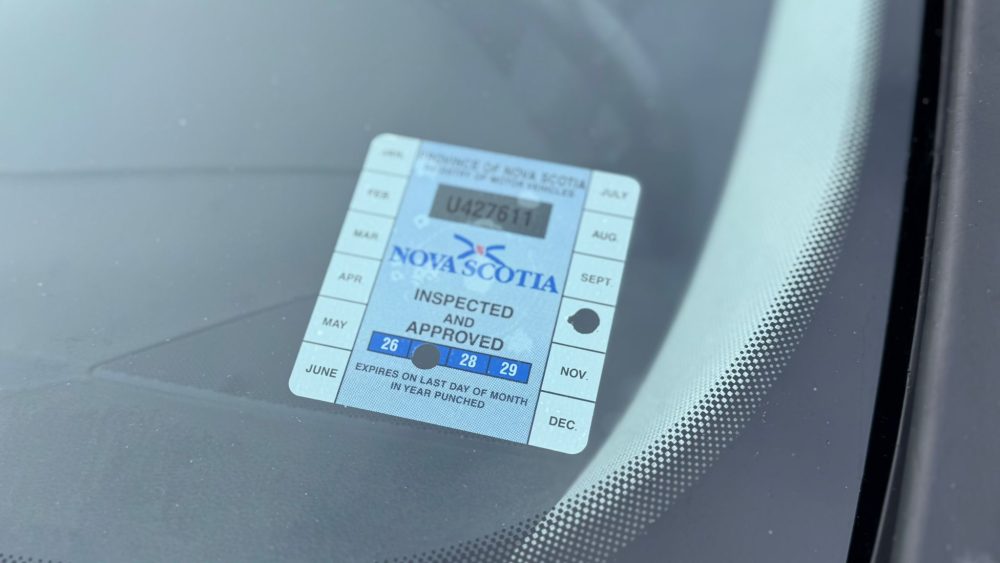 PROVINCE OF NOVA SCOTIA
REGISTRY OF MOTOR VEHICLES
U427611
NOVA SCOTIA
INSPECTED
AND
APPROVED
26 28 29
EXPIRES ON LAST DAY OF MONTH
IN YEAR PUNCHED
JAN.
FEB.
MAR
APR
MAY
JUNE
JULY
AUG.
SEPT.
NOV.
DEC.